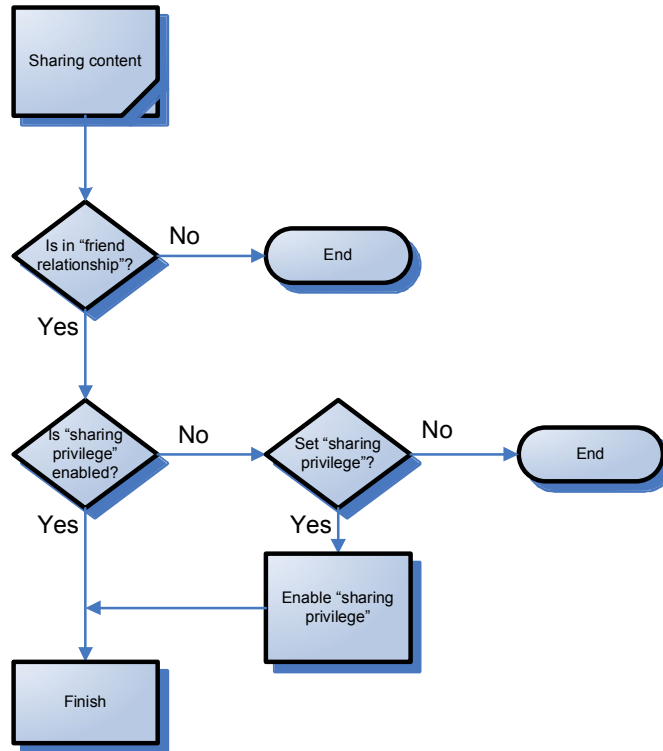 Sharing content
Is in “friend
relationship”?
No
End
Yes
Is “sharing
privilege”
enabled?
No
Set “sharing
privilege”?
No
End
Yes
Yes
Enable “sharing
privilege”
Finish